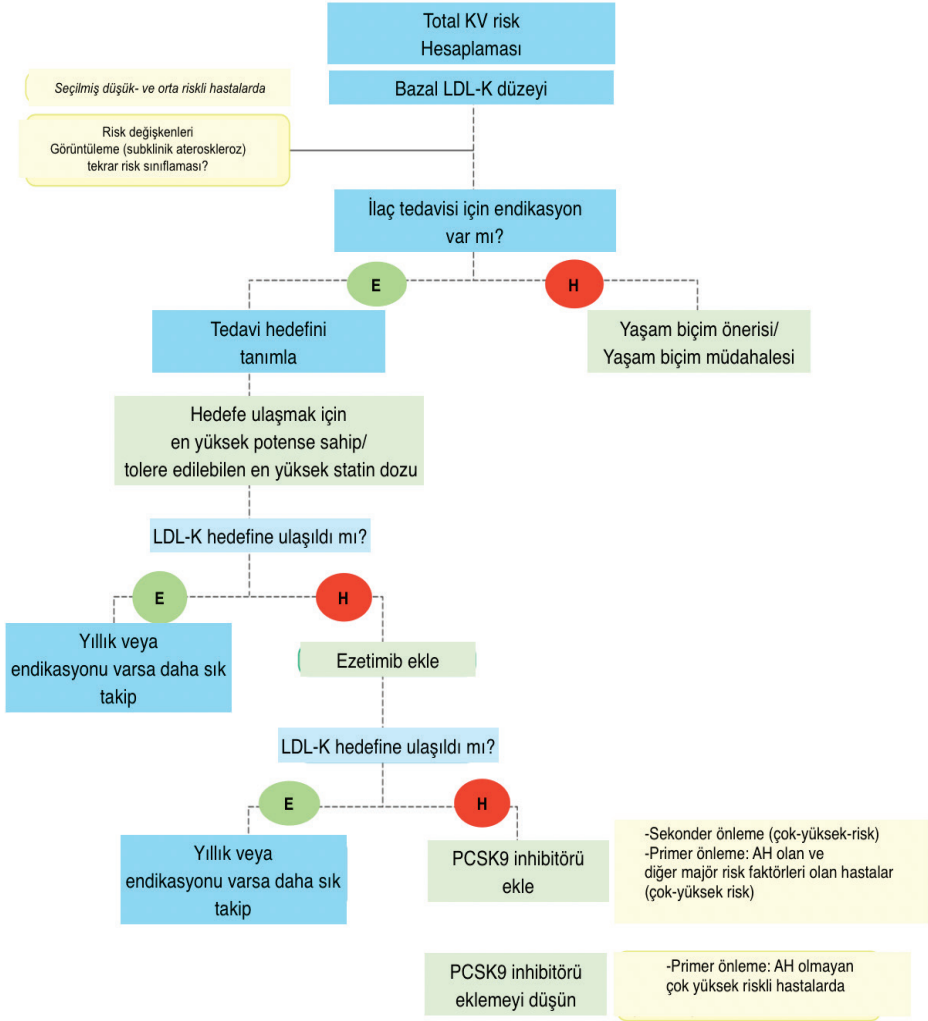 Total KV risk
Hesaplaması
Seçilmiş düşük- ve orta riskli hastalarda
Bazal LDL-K düzeyi
Risk değişkenleri
Görüntüleme (subklinik ateroskleroz)
tekrar risk sınıflaması?
İlaç tedavisi için endikasyon
var mı?
E
H
Tedavi hedefini
tanımla
Yaşam biçim önerisi/
Yaşam biçim müdahalesi
Hedefe ulaşmak için
en yüksek potense sahip/
tolere edilebilen en yüksek statin dozu
LDL-K hedefine ulaşıldı mı?
E
H
Yıllık veya
endikasyonu varsa daha sık
takip
Ezetimib ekle
LDL-K hedefine ulaşıldı mı?
E
H
Yıllık veya
endikasyonu varsa daha sık
takip
PCSK9 inhibitörü
ekle
-Sekonder önleme (çok-yüksek-risk)
-Primer önleme: AH olan ve
diğer majör risk faktörleri olan hastalar
(çok-yüksek risk)
PCSK9 inhibitörü
eklemeyi düşün
-Primer önleme: AH olmayan
çok yüksek riskli hastalarda